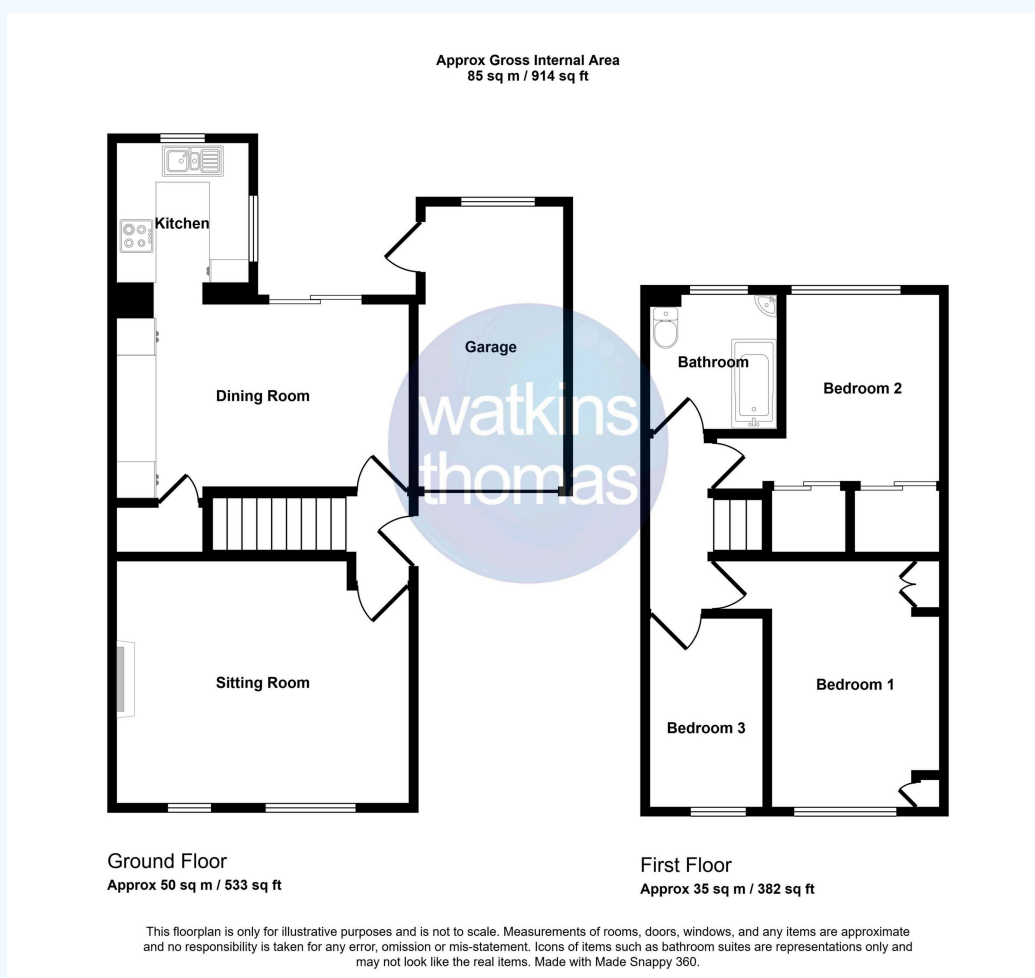 Approx Gross Internal Area
85 sq m / 914 sq ft
Kitchen
Garage
Dining Room
Sitting Room
Bathroom
Bedroom 2
Bedroom 1
Bedroom 3
watkins
thomas
Ground Floor
Approx 50 sq m / 533 sq ft
First Floor
Approx 35 sq m / 382 sq ft
This floorplan is only for illustrative purposes and is not to scale. Measurements of rooms, doors, windows, and any items are approximate
and no responsibility is taken for any error, omission or mis-statement. Icons of items such as bathroom suites are representations only and
may not look like the real items. Made with Made Snappy 360.